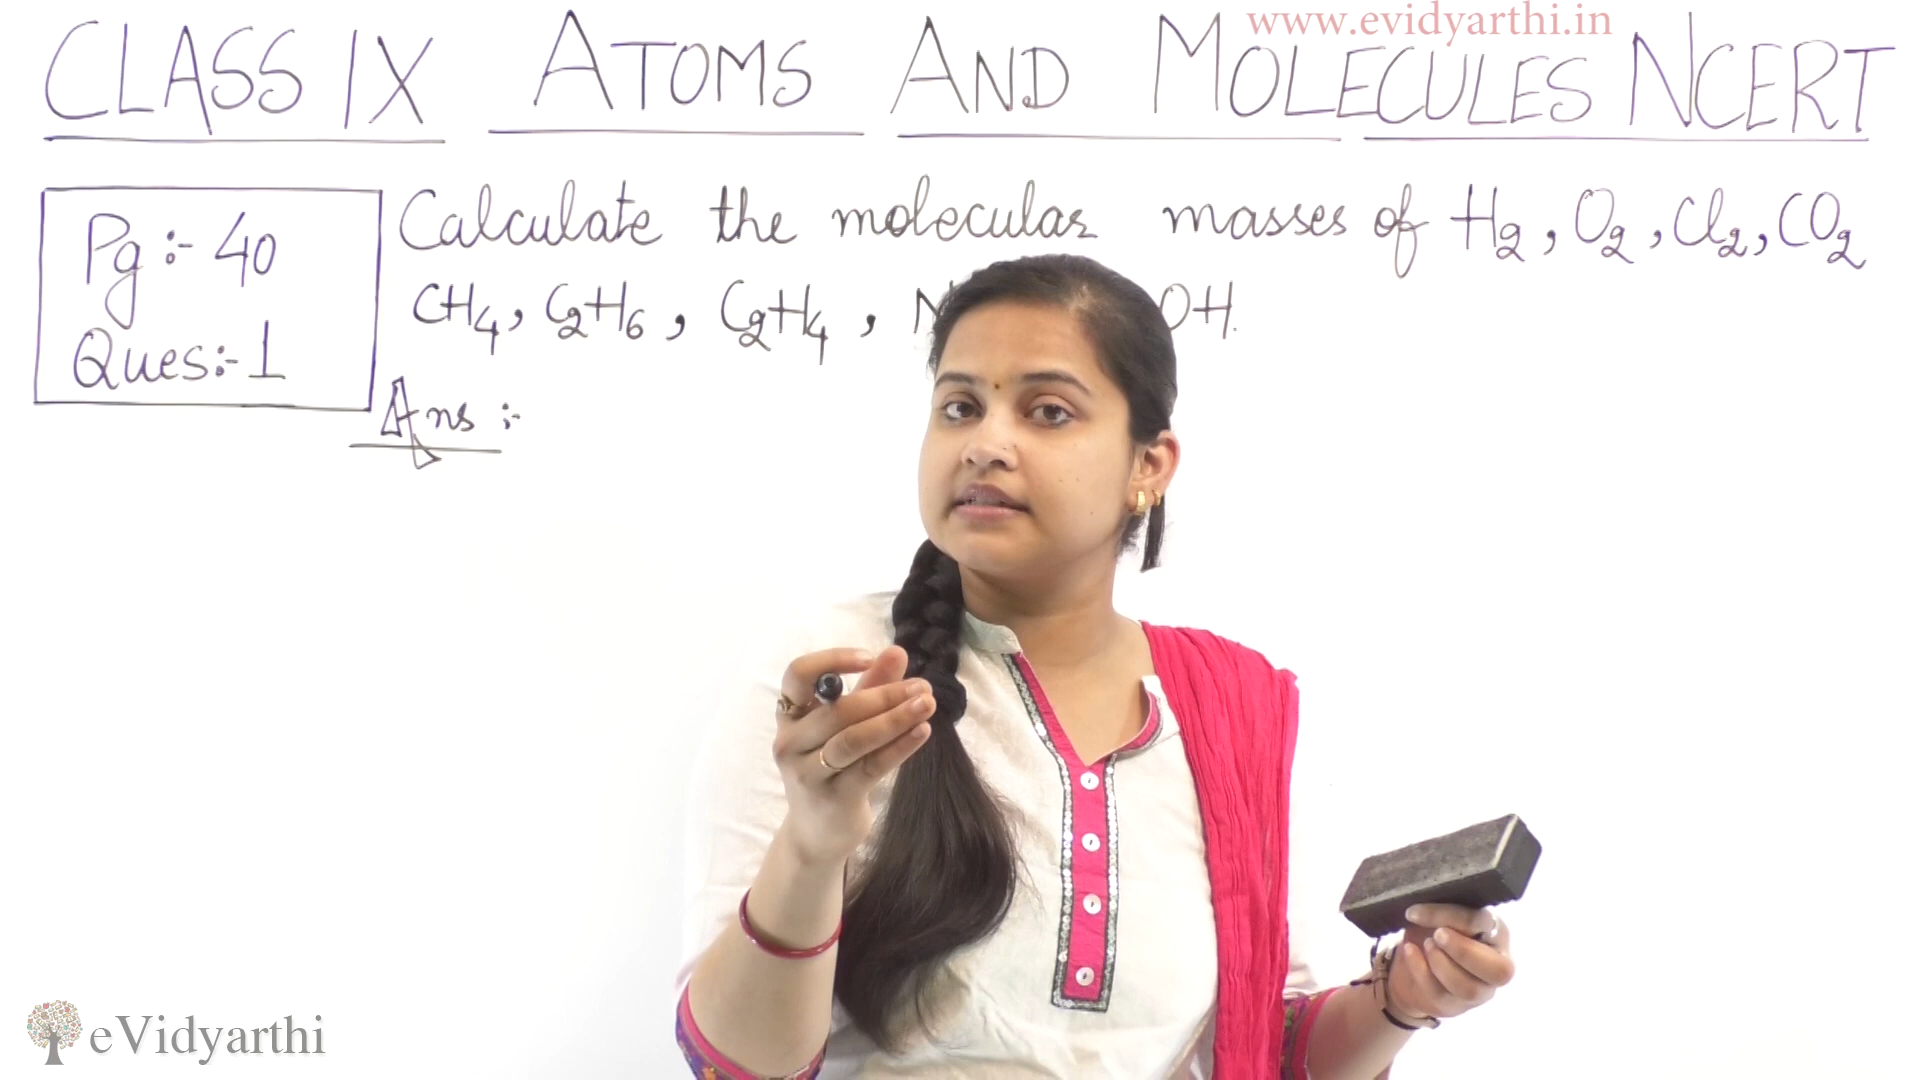 www.evidyarthi.in
CLASS IX ATOMS AND MOLECULES NCERT
Pg:- 40
Ques:- 1
Calculate the molecular masses of H2, O2, Cl2, CO2
CH4, C2H6, C2H4, N OH.
Ans :-
eVidyarthi